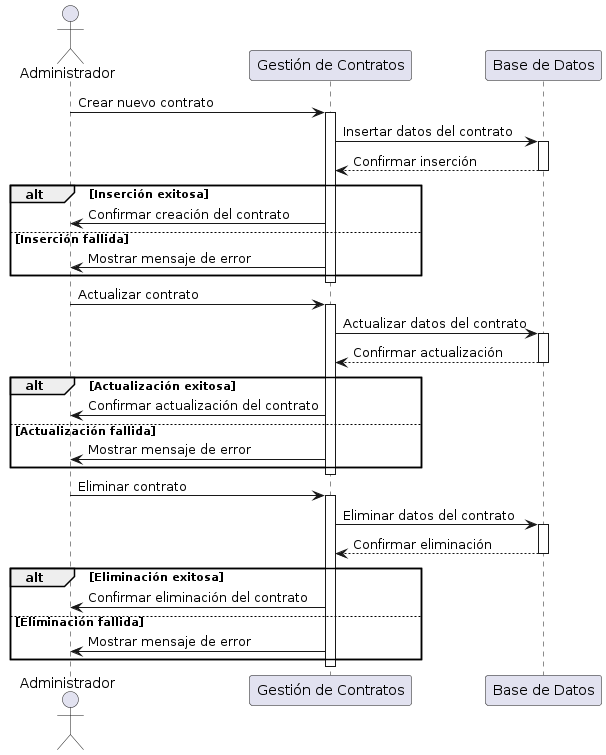 Administrador
Gestión de Contratos
Base de Datos
Crear nuevo contrato
Insertar datos del contrato
Confirmar inserción
alt
[Inserción exitosa]
Confirmar creación del contrato
[Inserción fallida]
Mostrar mensaje de error
Actualizar contrato
Actualizar datos del contrato
Confirmar actualización
alt
[Actualización exitosa]
Confirmar actualización del contrato
[Actualización fallida]
Mostrar mensaje de error
Eliminar contrato
Eliminar datos del contrato
Confirmar eliminación
alt
[Eliminación exitosa]
Confirmar eliminación del contrato
[Eliminación fallida]
Mostrar mensaje de error
Administrador
Gestión de Contratos
Base de Datos